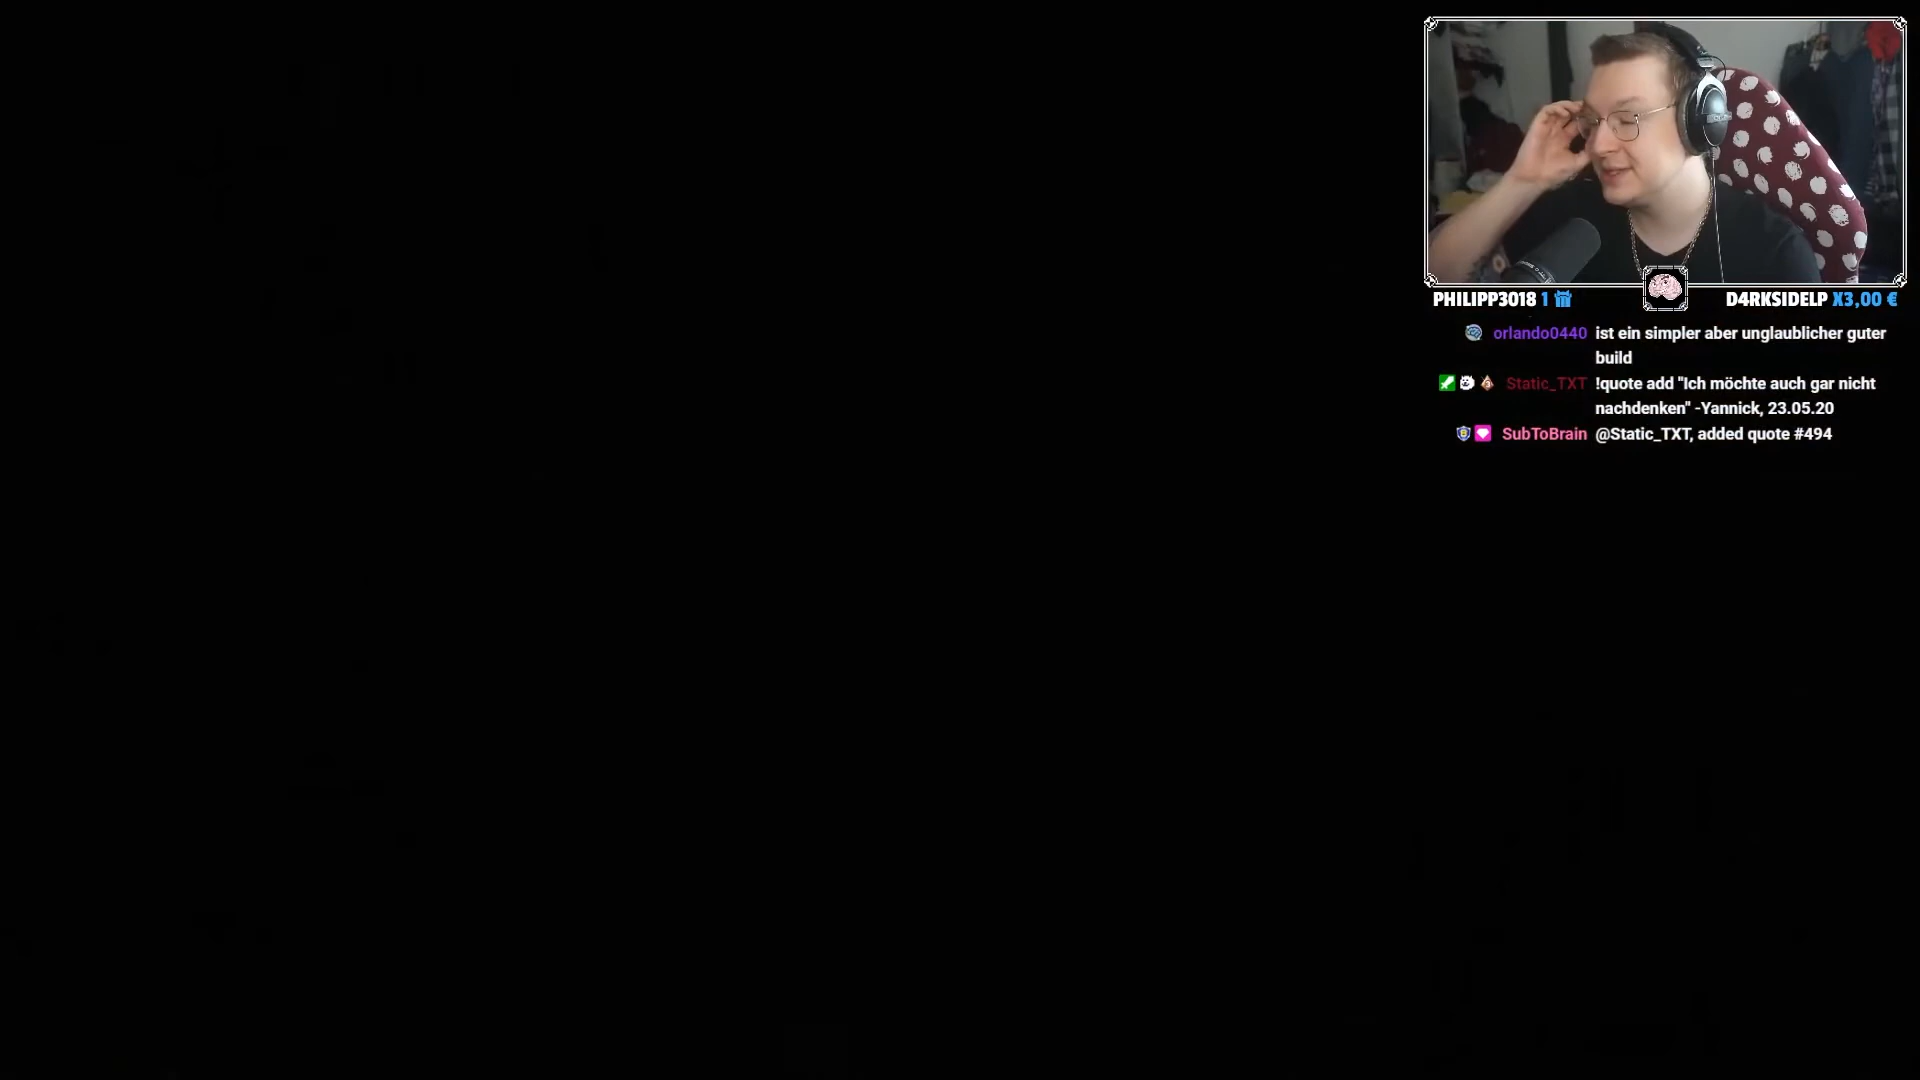 PHILIPP3018 1
D4RKSIDELP X3,00 €
orlando0440 ist ein simpler aber unglaublicher guter
build
Static_TXT !quote add "Ich möchte auch gar nicht
nachdenken" -Yannick, 23.05.20
SubToBrain @Static_TXT, added quote #494